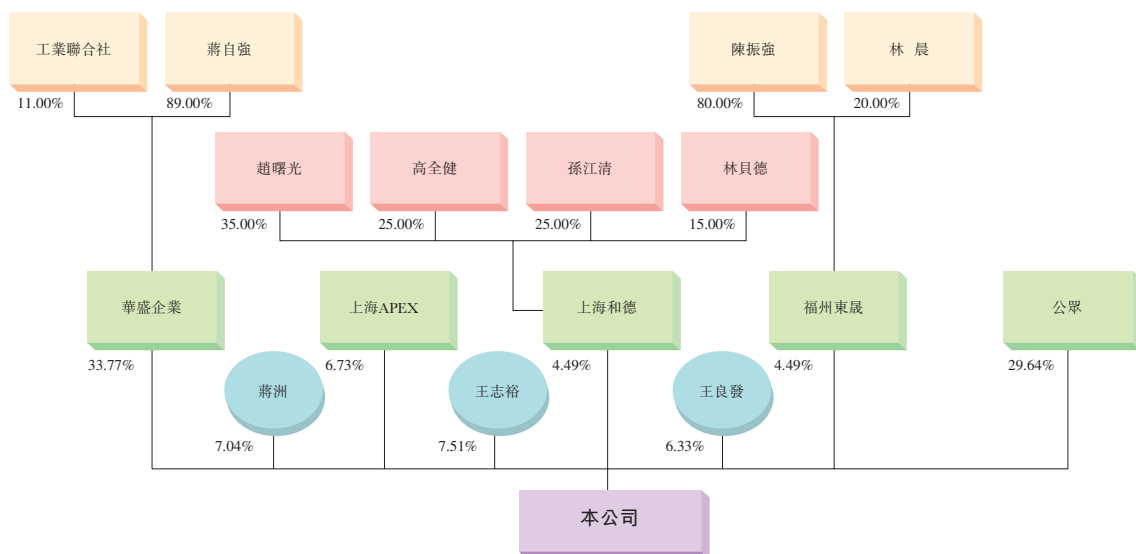 工業聯合社
蔣自強
陳振強
林 晨
11.00%
89.00%
80.00%
20.00%
趙曙光
高全健
孫江清
林貝德
35.00%
25.00%
25.00%
15.00%
華盛企業
上海APEX
上海和德
福州東晟
公眾
33.77%
6.73%
4.49%
4.49%
29.64%
蔣洲
王志裕
王良發
7.04%
7.51%
6.33%
本公司